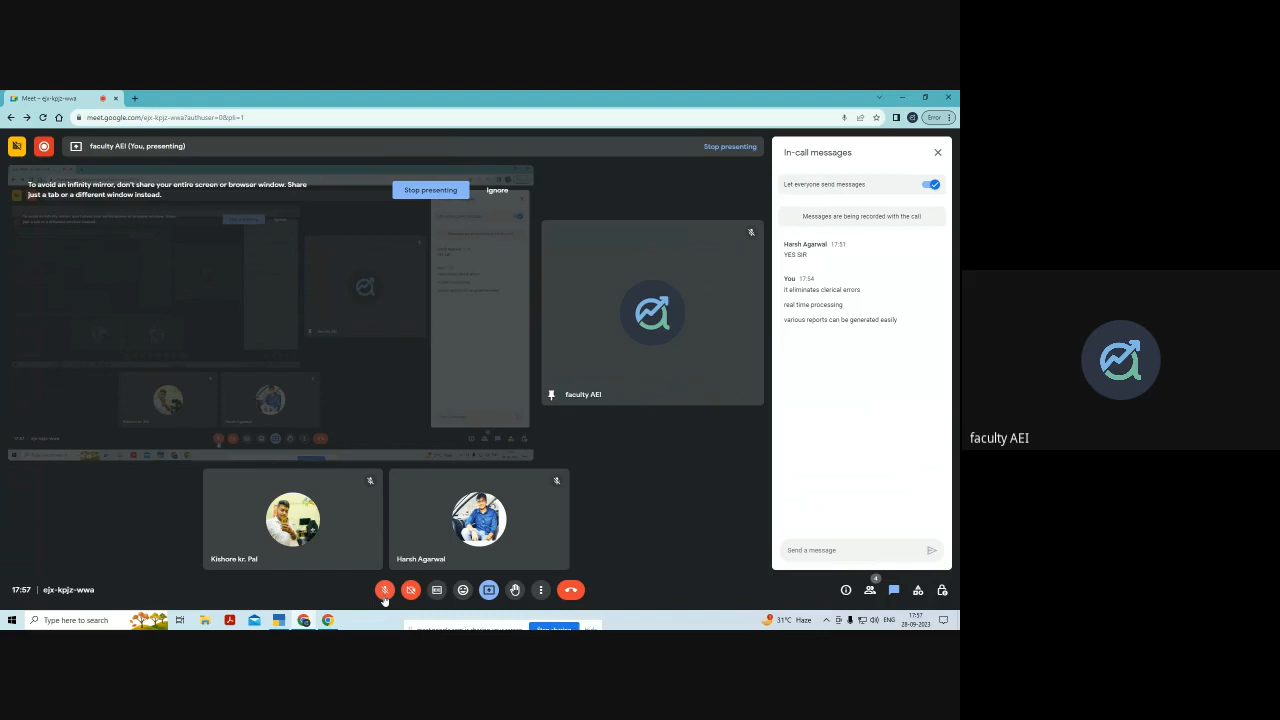 Meet – ejx-kpjz-wwa
meet.google.com/ejx-kpjz-wwa?authuser=0&pli=1
Error
faculty AEI (You, presenting)
Stop presenting
To avoid an infinity mirror, don't share your entire screen or browser window. Share
just a tab or a different window instead.
Stop presenting
Ignore
In-call messages
Let everyone send messages
Messages are being recorded with the call
Harsh Agarwal 17:51
YES SIR
You 17:54
it eliminates clerical errors
real time processing
various reports can be generated easily
faculty AEI
Kishore kr. Pal
Harsh Agarwal
Send a message
17:57 | ejx-kpjz-wwa
4
Type here to search
Stop sharing
Hide
31°C Haze
ENG
17:57
28-09-2023
faculty AEI